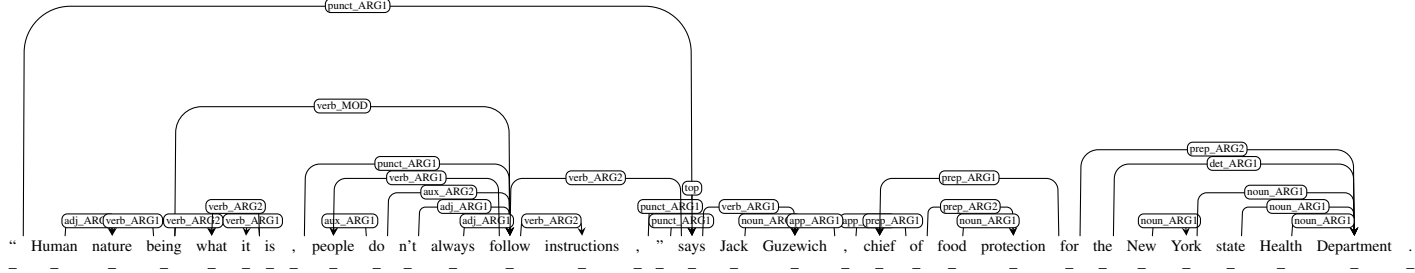 punct_ARG1
verb_MOD
punct_ARG1 prep_ARG2
verb_ARG1 verb_ARG2 prep_ARG1 det_ARG1
verb_ARG2 aux_ARG2 top noun_ARG1
adj_ARG1 punct_ARG1 verb_ARG1 prep_ARG2 noun_ARG1
verb_ARG1 verb_ARG2 verb_ARG1 aux_ARG1 adj_ARG1 verb_ARG2 punct_ARG1 app_ARG1 prep_ARG1 noun_ARG1 noun_ARG1 noun_ARG1
“ Human nature being what it is , people do n’t always follow instructions , ” says Jack Guzewich , chief of food protection for the New York state Health Department .